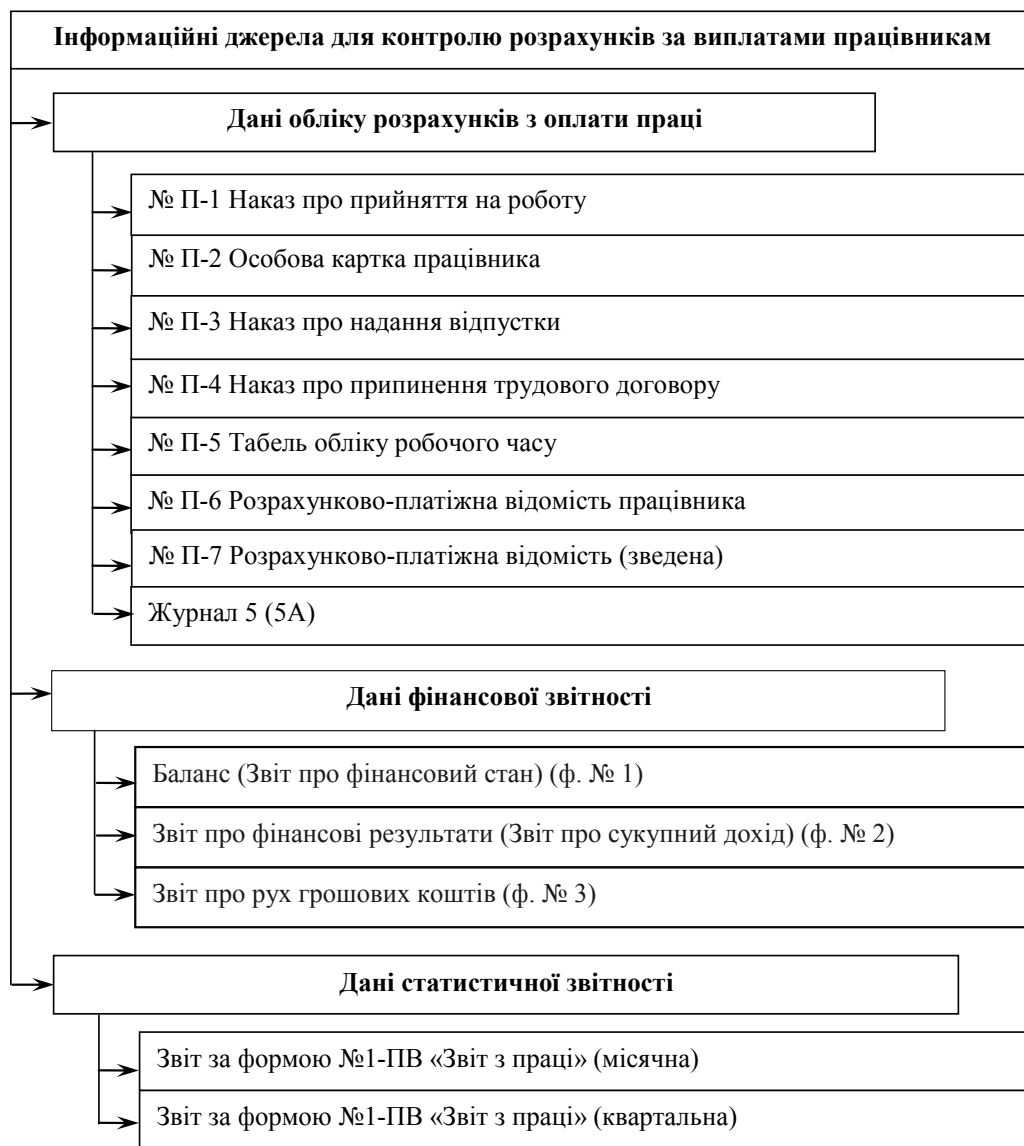 Інформаційні джерела для контролю розрахунків за виплатами працівникам
Дані обліку розрахунків з оплати праці
№ П-1 Наказ про прийняття на роботу
№ П-2 Особова картка працівника
№ П-3 Наказ про надання відпустки
№ П-4 Наказ про припинення трудового договору
№ П-5 Табель обліку робочого часу
№ П-6 Розрахунково-платіжна відомість працівника
№ П-7 Розрахунково-платіжна відомість (зведена)
Журнал 5 (5А)
Дані фінансової звітності
Баланс (Звіт про фінансовий стан) (ф. № 1)
Звіт про фінансові результати (Звіт про сукупний дохід) (ф. № 2)
Звіт про рух грошових коштів (ф. № 3)
Дані статистичної звітності
Звіт за формою №1-ПВ «Звіт з праці» (місячна)
Звіт за формою №1-ПВ «Звіт з праці» (квартальна)